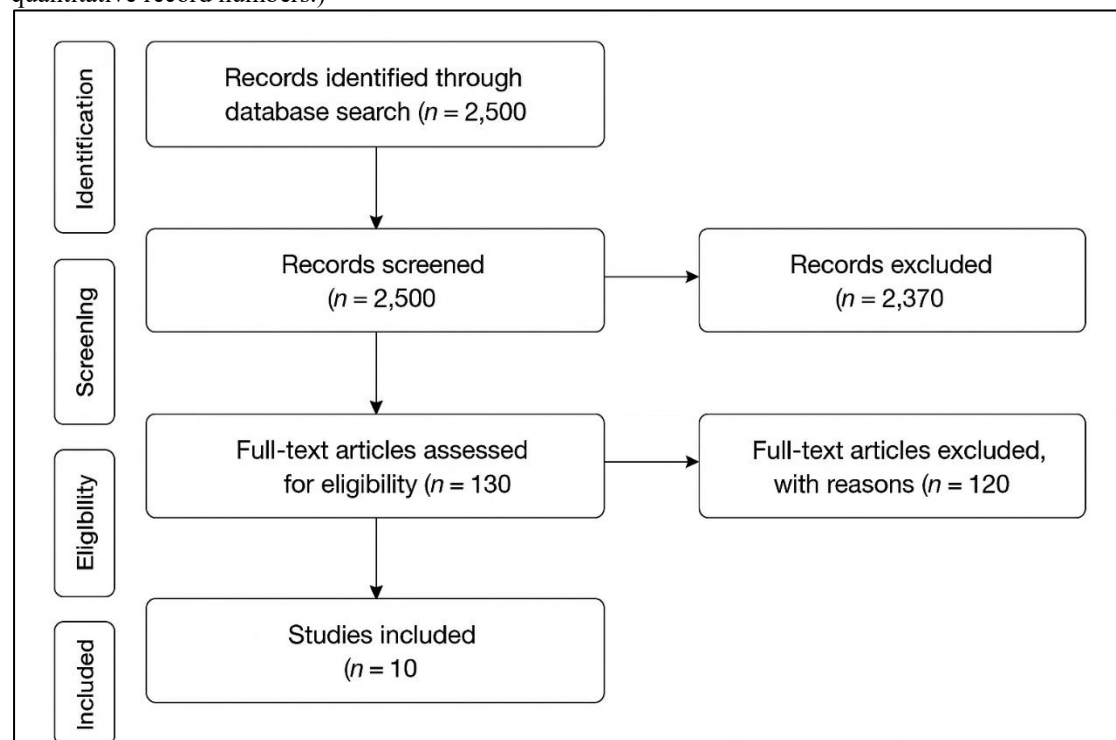 quantitative record numbers.)
Identification
Records identified through
database search (n = 2,500
Screening
Records screened
(n = 2,500
Records excluded
(n = 2,370
Eligibility
Full-text articles assessed
for eligibility (n = 130
Full-text articles excluded,
with reasons (n = 120
Included
Studies included
(n = 10